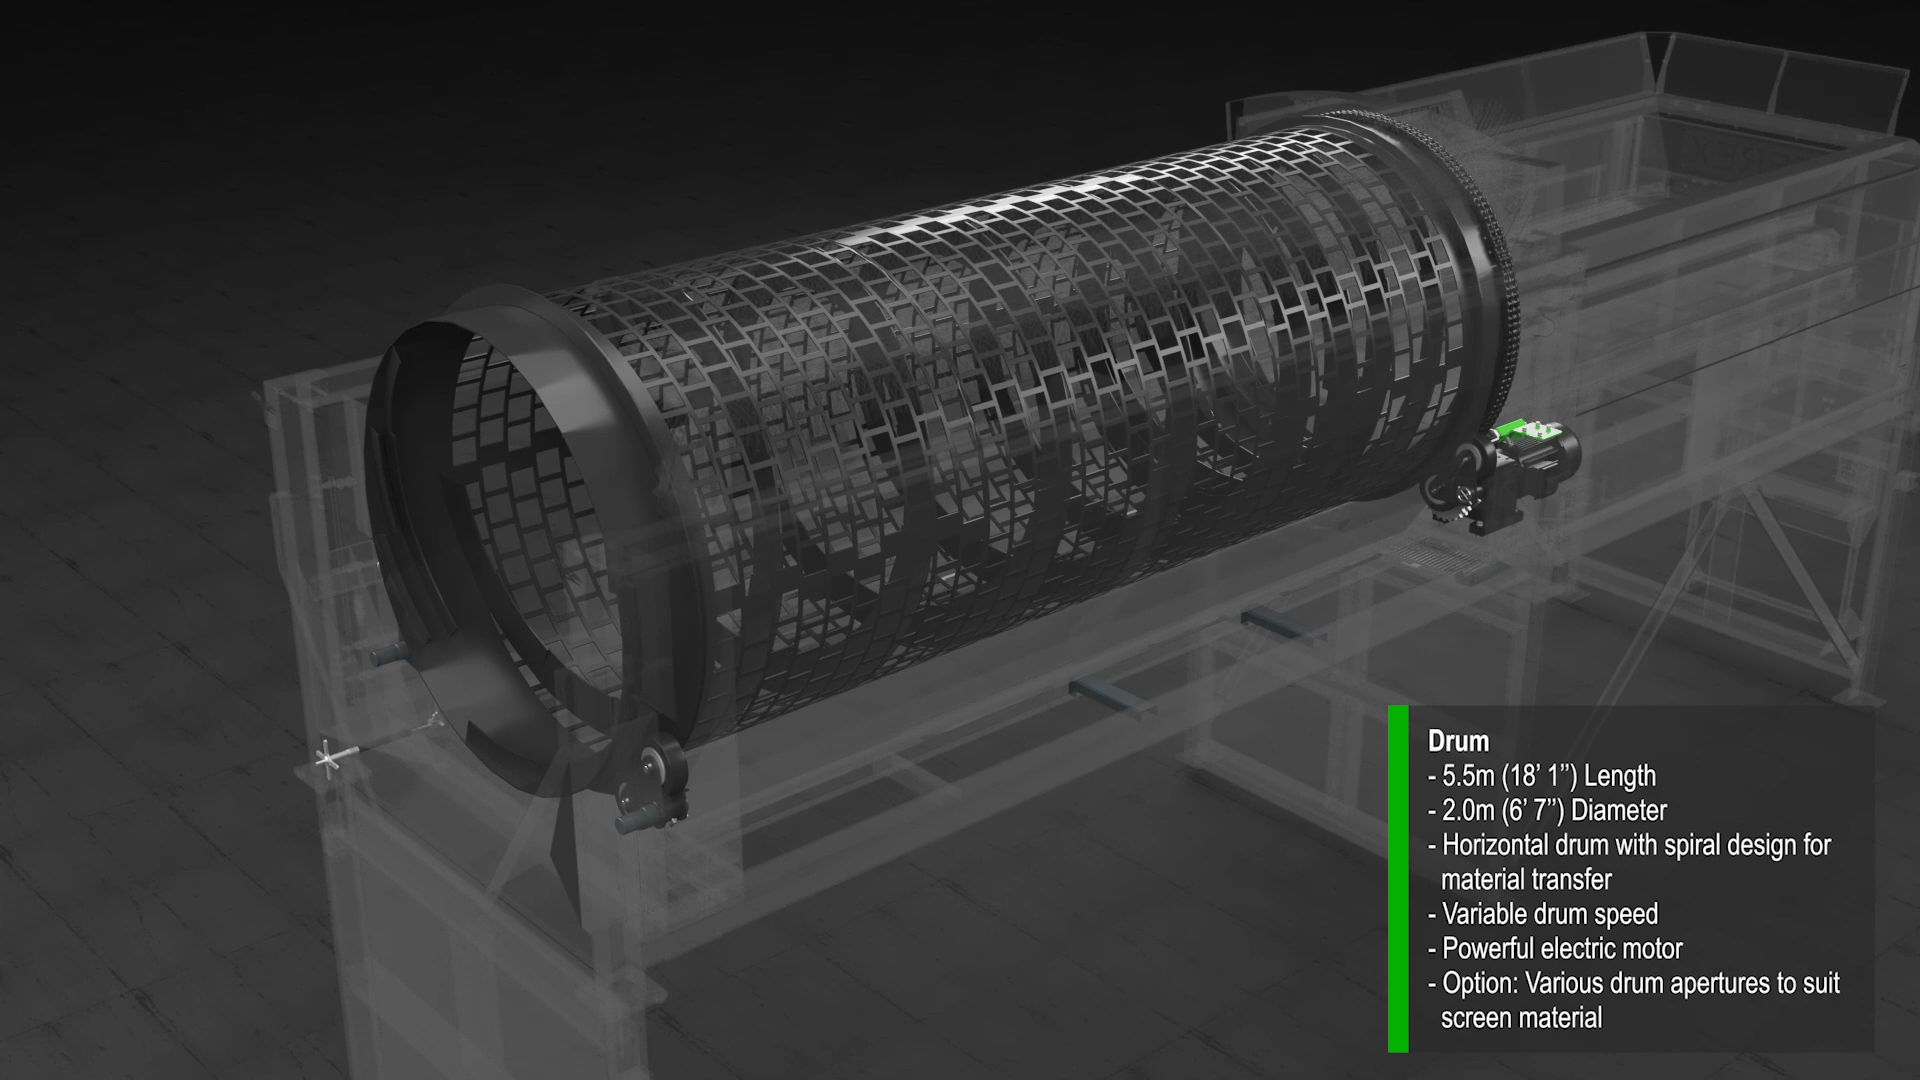 Drum
- 5.5m (18’ 1”) Length
- 2.0m (6’ 7”) Diameter
- Horizontal drum with spiral design for
material transfer
- Variable drum speed
- Powerful electric motor
- Option: Various drum apertures to suit
screen material